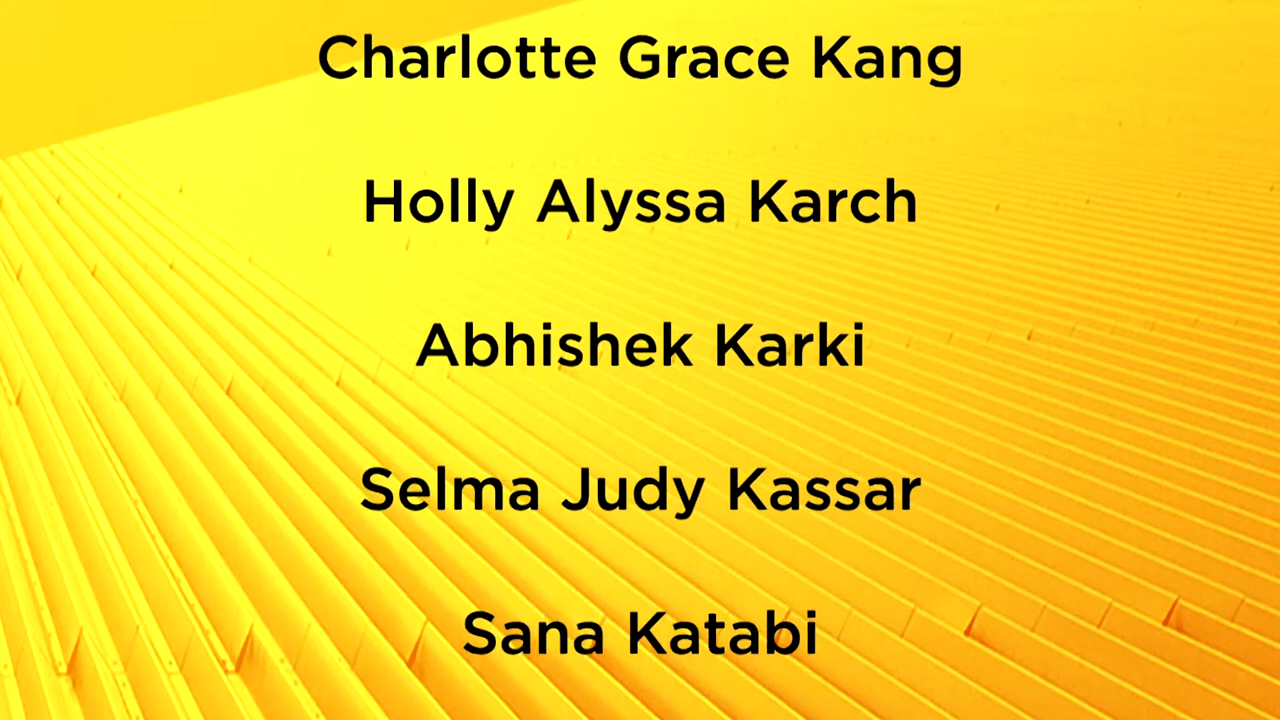 Charlotte Grace Kang
Holly Alyssa Karch
Abhishek Karki
Selma Judy Kassar
Sana Katabi